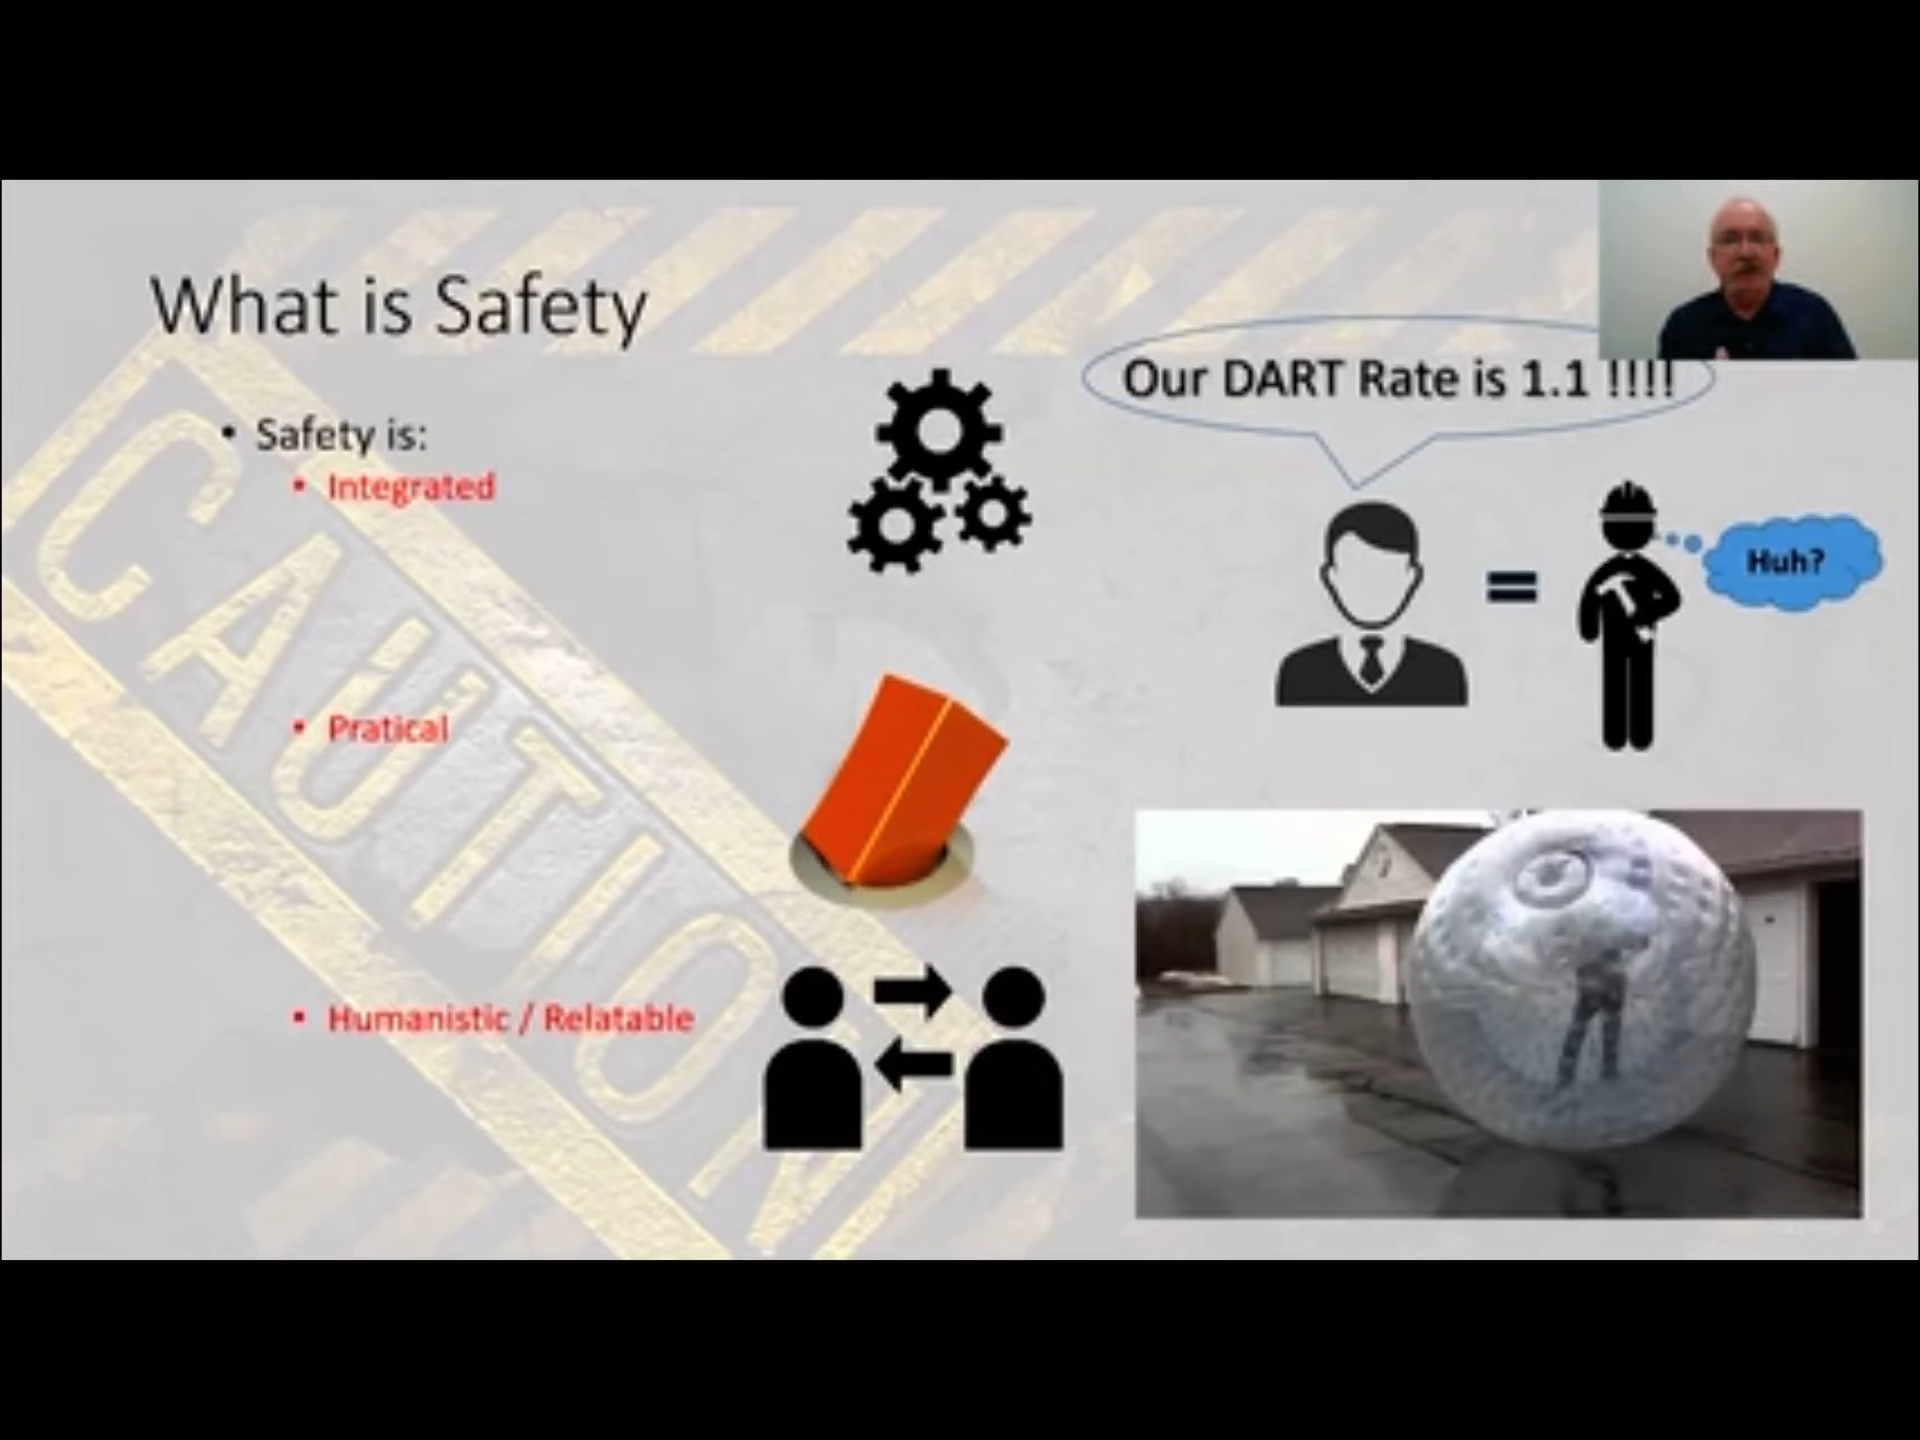 What is Safety
Our DART Rate is 1.1 !!!!
• Safety is:
• Integrated
Huh?
• Pratical
• Humanistic / Relatable
CAUTION